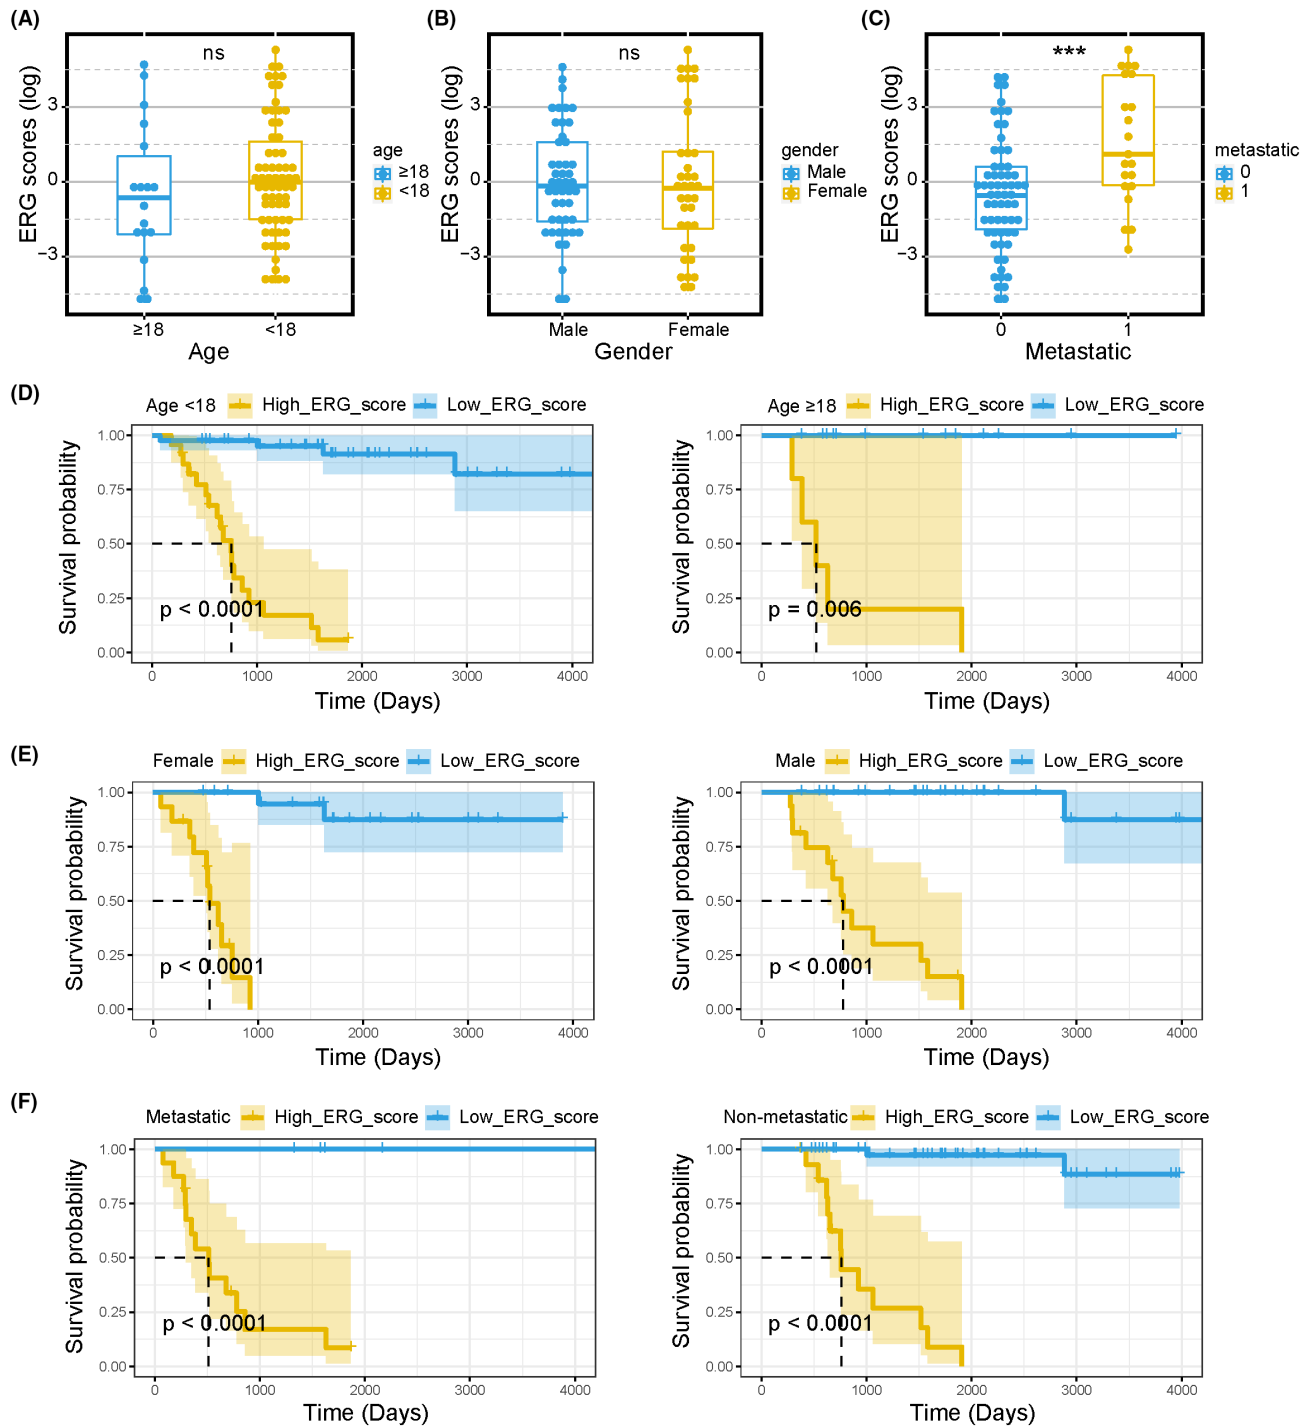 (A)
ERG scores (log)
3
0
−3
ns
≥18
<18
Age
age
≥18
<18
(B)
ERG scores (log)
3
0
−3
ns
Male
Female
Gender
gender
Male
Female
(C)
ERG scores (log)
3
0
−3
***
0
1
Metastatic
metastatic
0
1
(D)
Age <18 High_ERG_score Low_ERG_score
Survival probability
1.00
0.75
0.50
0.25
0.00
p < 0.0001
0 1000 2000 3000 4000
Time (Days)
Age ≥18 High_ERG_score Low_ERG_score
Survival probability
1.00
0.75
0.50
0.25
0.00
p = 0.006
0 1000 2000 3000 4000
Time (Days)
(E)
Female High_ERG_score Low_ERG_score
Survival probability
1.00
0.75
0.50
0.25
0.00
p < 0.0001
0 1000 2000 3000 4000
Time (Days)
Male High_ERG_score Low_ERG_score
Survival probability
1.00
0.75
0.50
0.25
0.00
p < 0.0001
0 1000 2000 3000 4000
Time (Days)
(F)
Metastatic High_ERG_score Low_ERG_score
Survival probability
1.00
0.75
0.50
0.25
0.00
p < 0.0001
0 1000 2000 3000 4000
Time (Days)
Non-metastatic High_ERG_score Low_ERG_score
Survival probability
1.00
0.75
0.50
0.25
0.00
p < 0.0001
0 1000 2000 3000 4000
Time (Days)